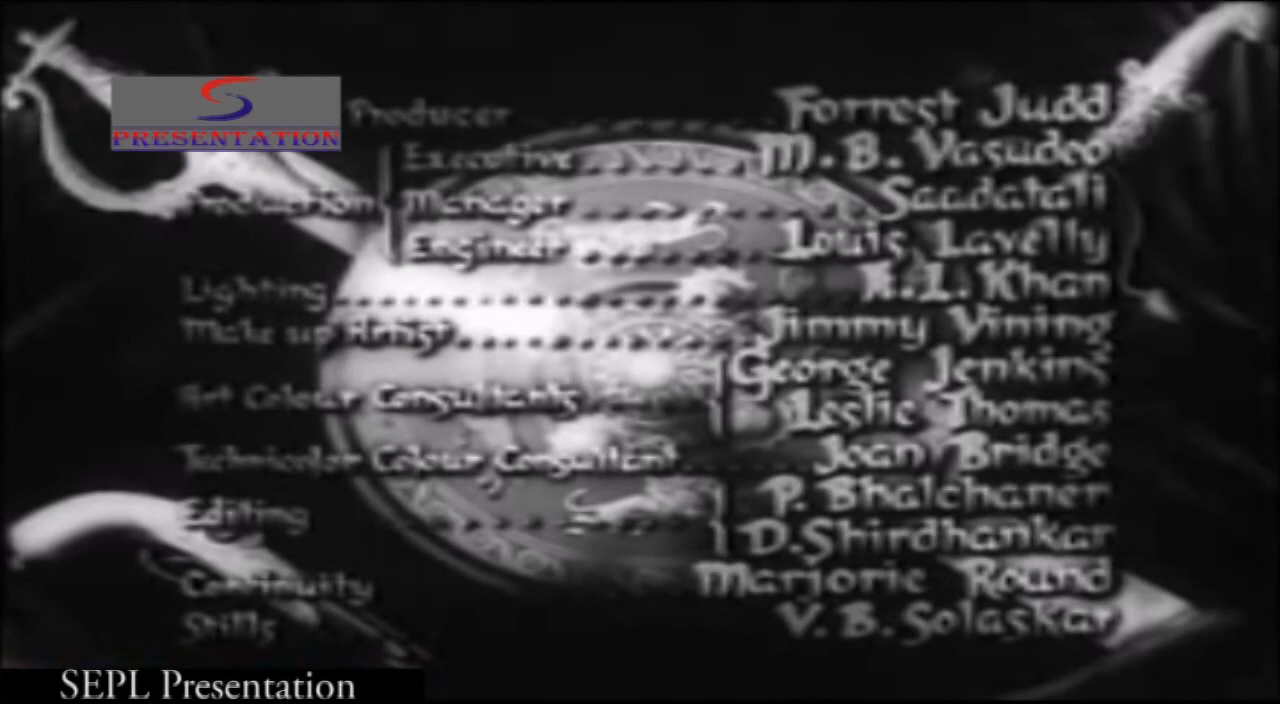 PRESENTATION
Producer Forrest Judd
Executive ........ M. B. Vasudeo
Production Manager ........ Saadatali
Engineer ........ Louis Lavelly
Lighting ........ K. L. Khan
Make up Artist ........ Jimmy Vining
George Jenkins
Art Colour Consultants
Leslie Thomas
Technicolor Colour Consultant ........ Joan Bridge
P. Bhalchaner
Editing
D. Shirdhankar
Continuity Marjorie Round
Stills V. B. Solaskar
SEPL Presentation